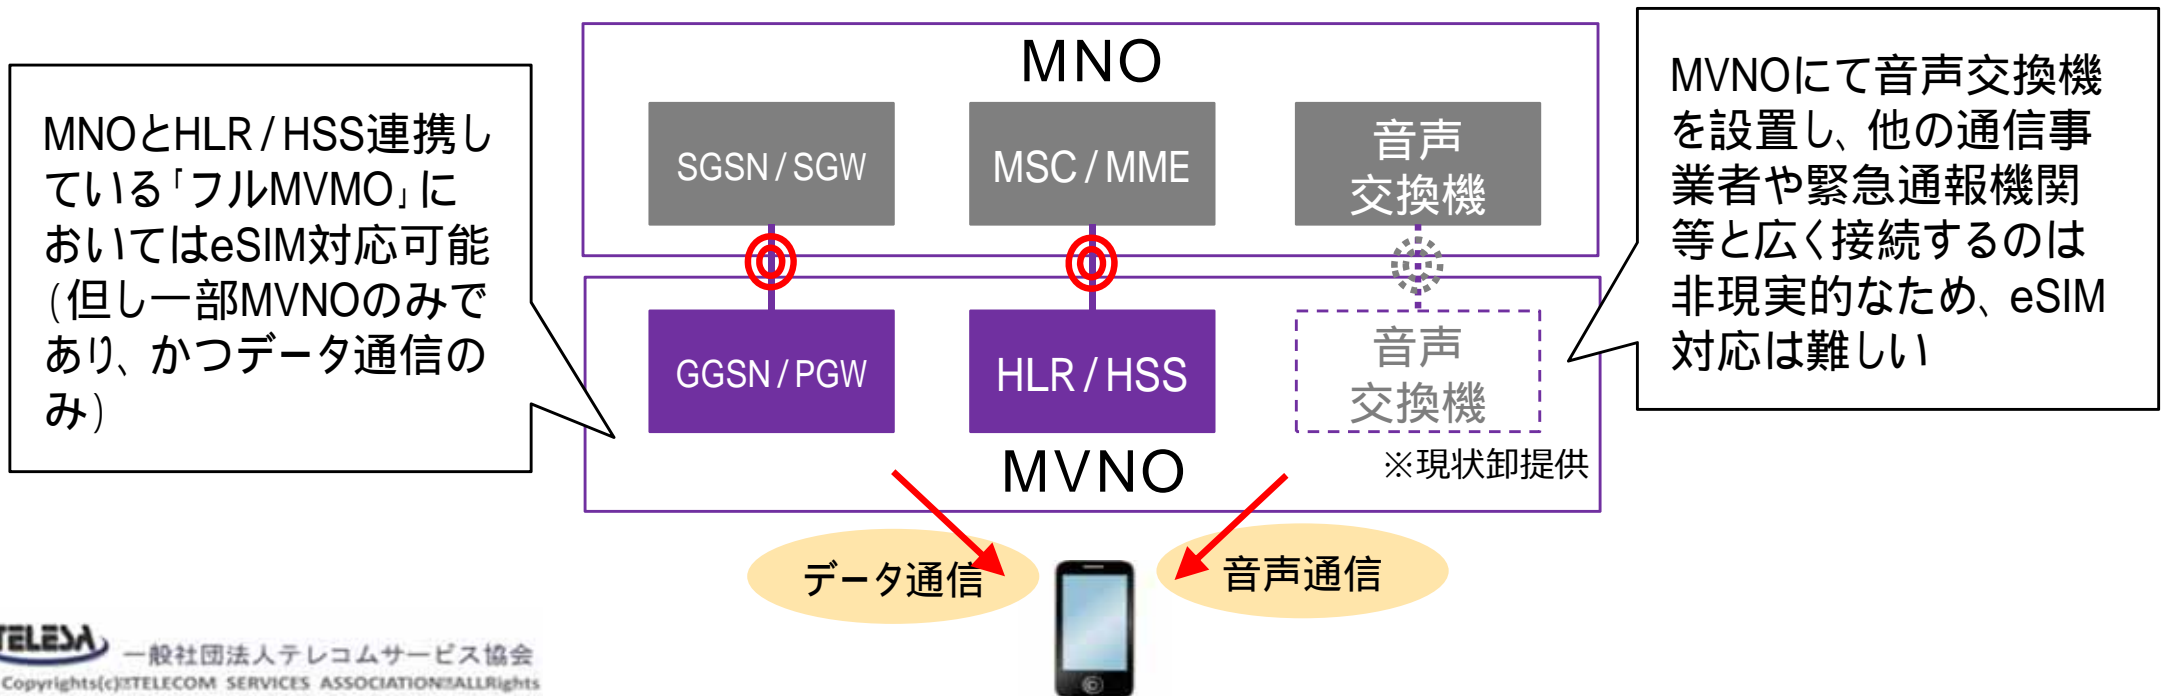 MNOとHLR/HSS連携し
ている「フルMVMO」に
おいてはeSIM対応可能
(但し一部MVNOのみで
あり、かつデータ通信の
み)
MNO
SGSN/SGW
MSC/MME
音声
交換機
GGSN/PGW
HLR/HSS
音声
交換機
MVNO
※現状卸提供
MVNOにて音声交換機
を設置し、他の通信事
業者や緊急通報機関
等と広く接続するのは
非現実的なため、eSIM
対応は難しい
データ通信
音声通信
TELESA
一般社団法人テレコムサービス協会
Copyrights(c) TELECOM SERVICES ASSOCIATION ALLRights